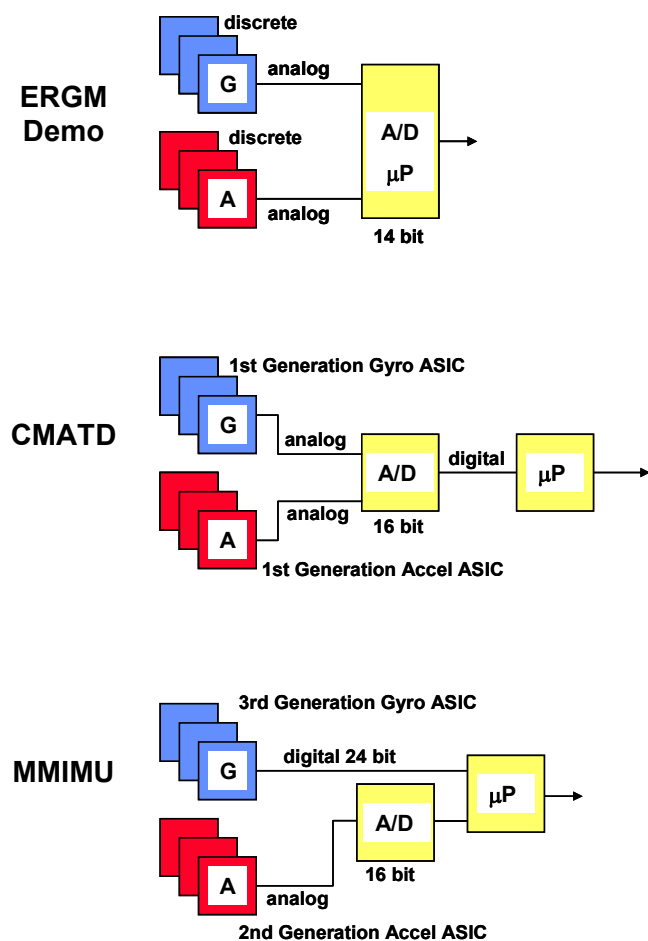 discrete
G
analog
ERGM
Demo
discrete
A
analog
A/D
μP
14 bit
1st Generation Gyro ASIC
G
analog
CMATD
A/D
digital
μP
analog
16 bit
A
1st Generation Accel ASIC
3rd Generation Gyro ASIC
G
digital 24 bit
MMIMU
μP
A/D
16 bit
A
analog
2nd Generation Accel ASIC